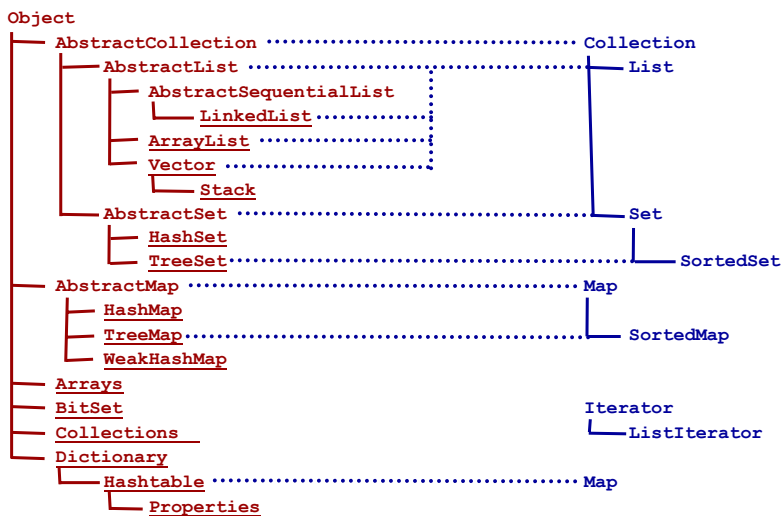 Object
AbstractCollection Collection
AbstractList List
AbstractSequentialList
LinkedList
ArrayList
Vector
Stack
AbstractSet Set
HashSet
TreeSet SortedSet
AbstractMap Map
HashMap
TreeMap SortedMap
WeakHashMap
Arrays
BitSet Iterator
Collections ListIterator
Dictionary
Hashtable Map
Properties